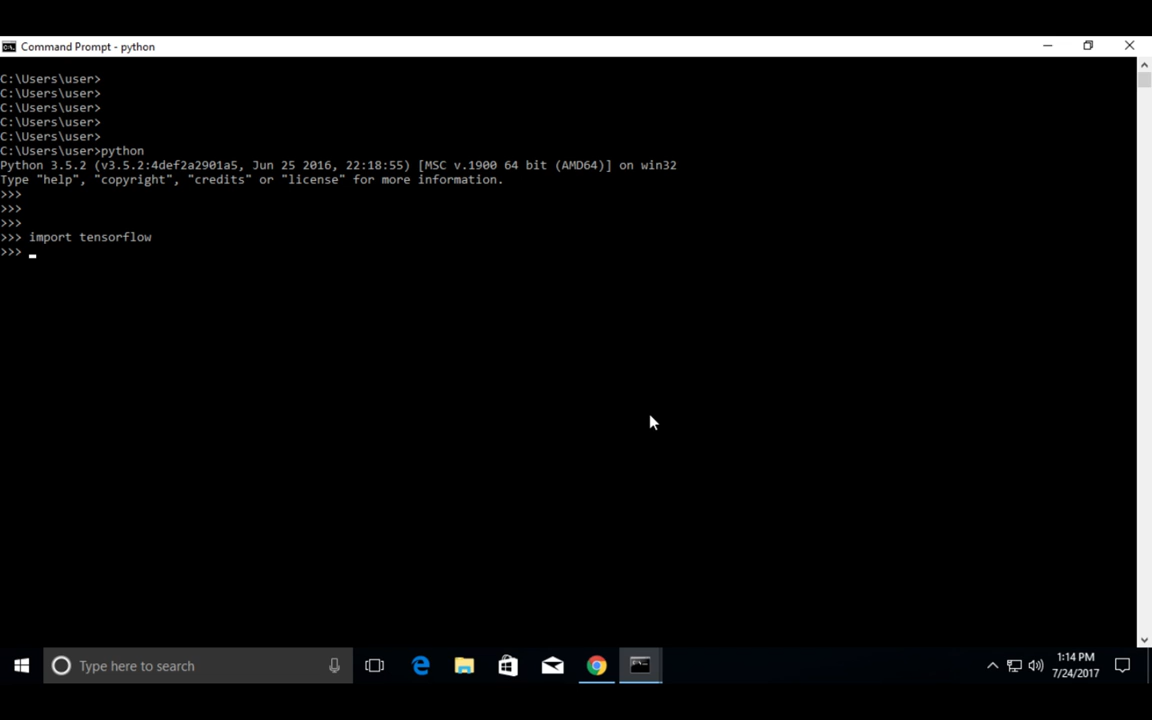 Command Prompt - python
C:\Users\user>
C:\Users\user>
C:\Users\user>
C:\Users\user>
C:\Users\user>
C:\Users\user>python
Python 3.5.2 (v3.5.2:4def2a2901a5, Jun 25 2016, 22:18:55) [MSC v.1900 64 bit (AMD64)] on win32
Type "help", "copyright", "credits" or "license" for more information.
>>>
>>>
>>>
>>> import tensorflow
>>>
Type here to search
1:14 PM
7/24/2017